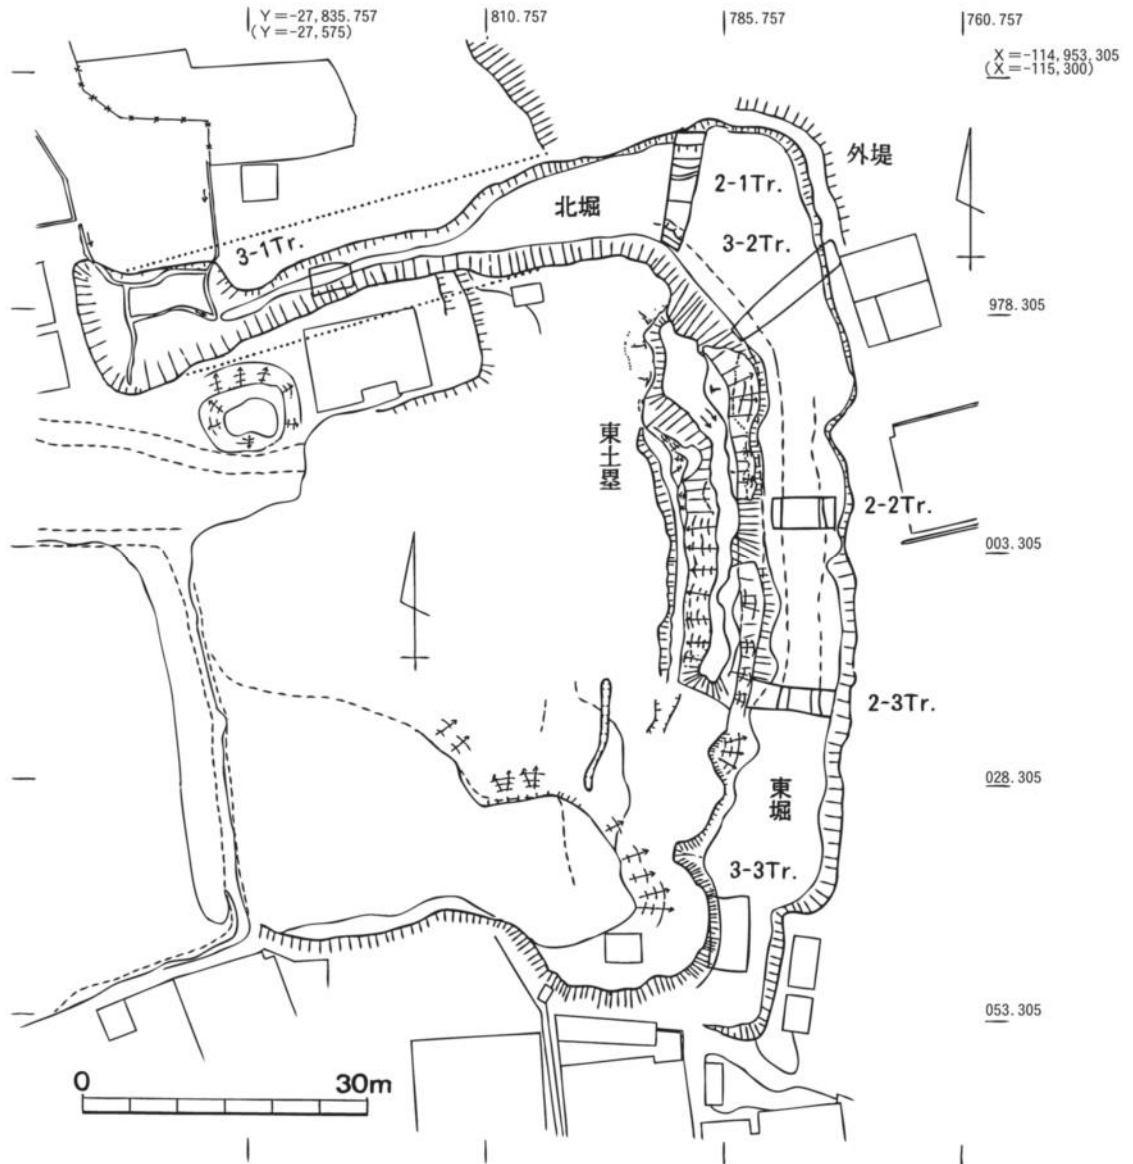 Y=-27,835.757
(Y=-27,575)
810.757
785.757
760.757
X=-114,953.305
(X=-115,300)
外堤
2-1Tr.
北堀
3-2Tr.
3-1Tr.
978.305
東土塁
2-2Tr.
003.305
2-3Tr.
028.305
東堀
3-3Tr.
053.305
0
30m